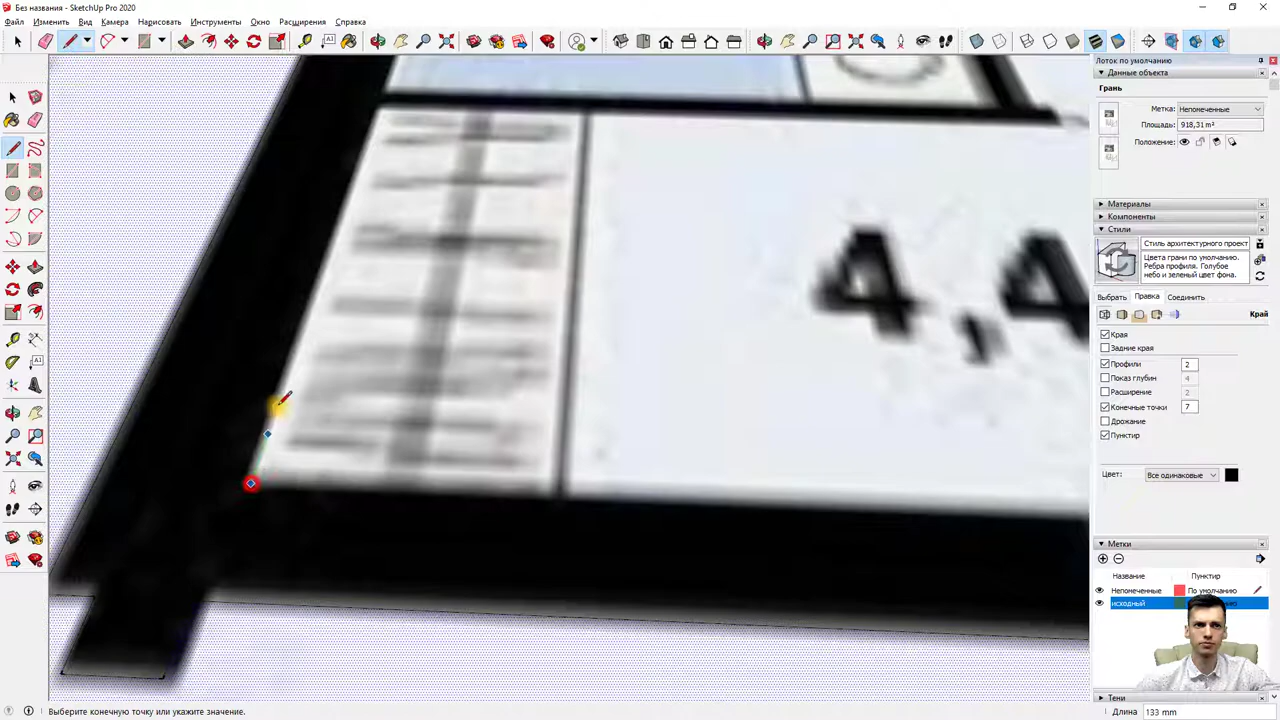 Без названия - SketchUp Pro 2020
Файл Изменить Вид Камера Нарисовать Инструменты Окно Расширения Справка
Лоток по умолчанию
Данные объекта
Грань
Метка: Непомеченные
Площадь: 918,31 m²
Положение:
Материалы
Компоненты
Стили
Стиль архитектурного проект
Цвета грани по умолчанию.
Ребра профиля. Голубое
небо и зеленый цвет фона.
Выбрать Правка Соединить
Край
Края
Задние края
Профили 2
Показ глубин 4
Расширение 2
Конечные точки 7
Дрожание
Пунктир
Цвет: Все одинаковые
Метки
Название Пунктир
Непомеченные По умолчанию
исходный
Тени
4,4
Выберите конечную точку или укажите значение.
Длина 133 mm